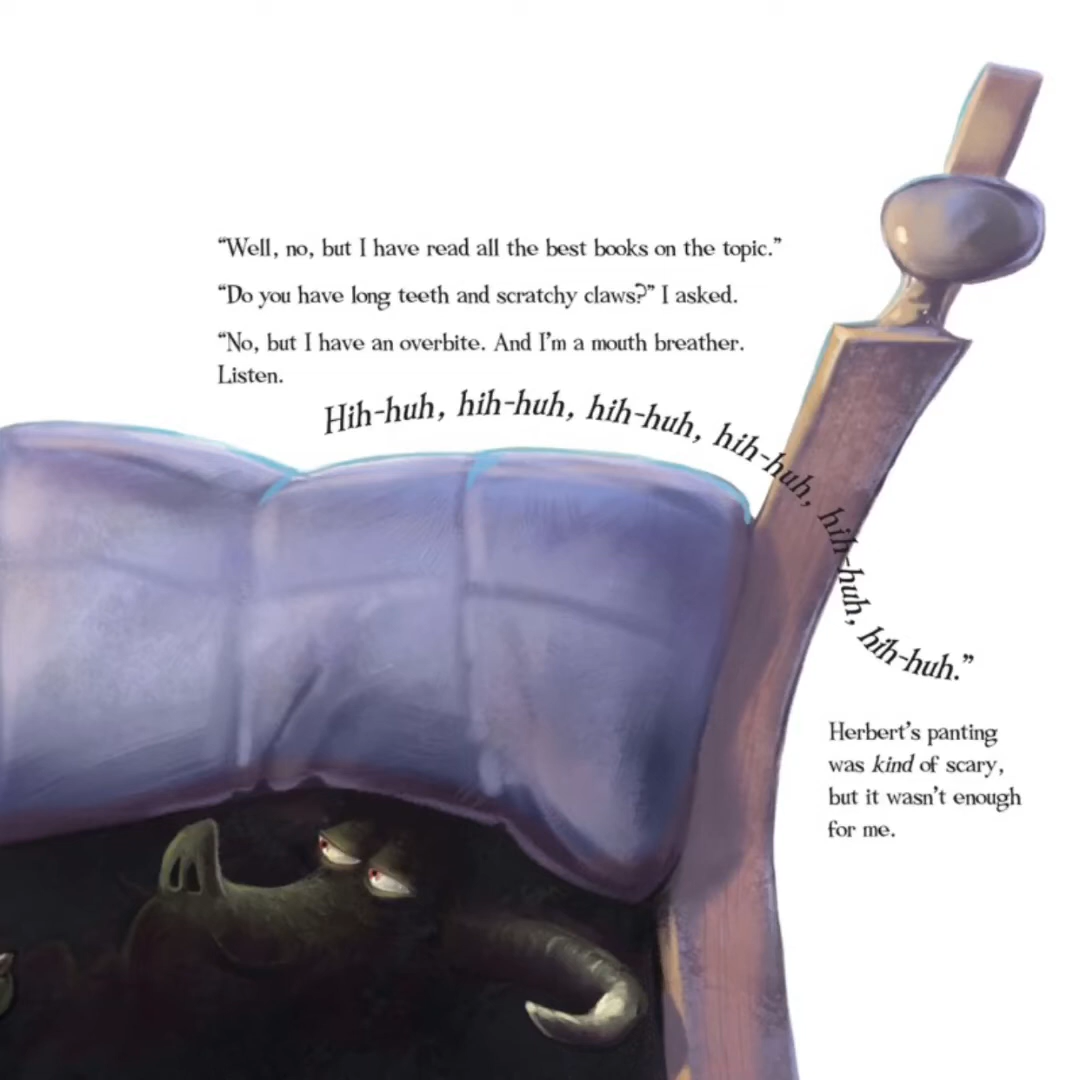 “Well, no, but I have read all the best books on the topic.”
“Do you have long teeth and scratchy claws?” I asked.
“No, but I have an overbite. And I’m a mouth breather.
Listen.
Hih-huh, hih-huh, hih-huh, hih-huh, hih-huh, hih-huh.”
Herbert’s panting
was kind of scary,
but it wasn’t enough
for me.